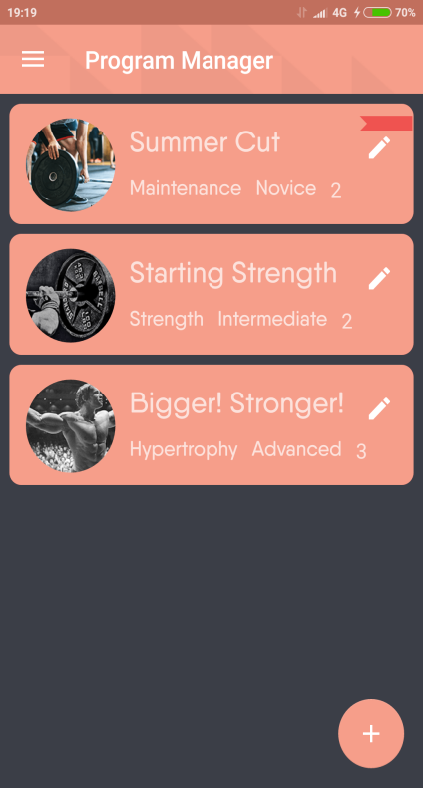 19:19 4G 70%
Program Manager
Summer Cut
Maintenance Novice 2
Starting Strength
Strength Intermediate 2
Bigger! Stronger!
Hypertrophy Advanced 3